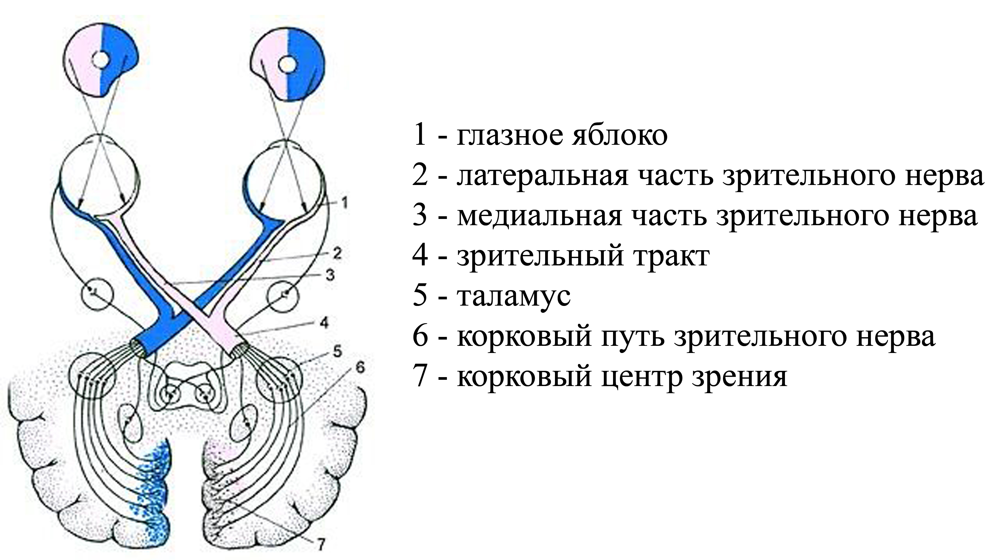 1 - глазное яблоко
2 - латеральная часть зрительного нерва
3 - медиальная часть зрительного нерва
4 - зрительный тракт
5 - таламус
6 - корковый путь зрительного нерва
7 - корковый центр зрения
1
2
3
4
5
6
7